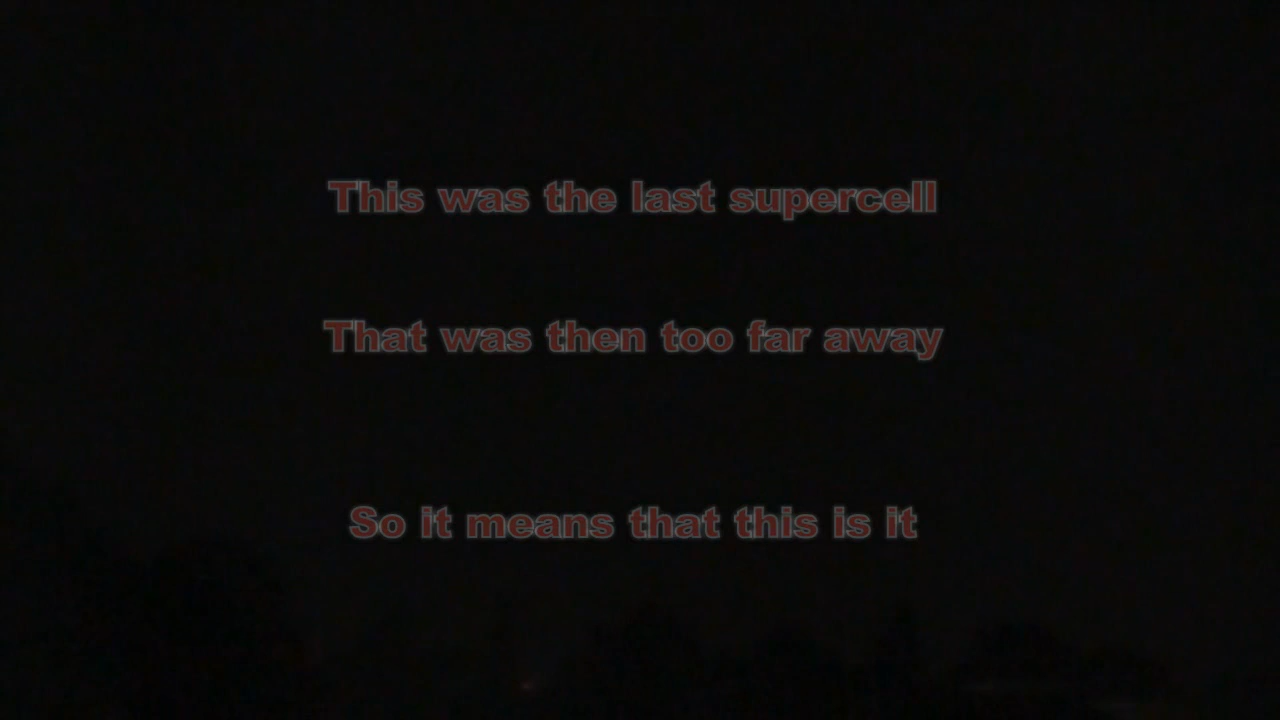 This was the last supercell
That was then too far away
So it means that this is it